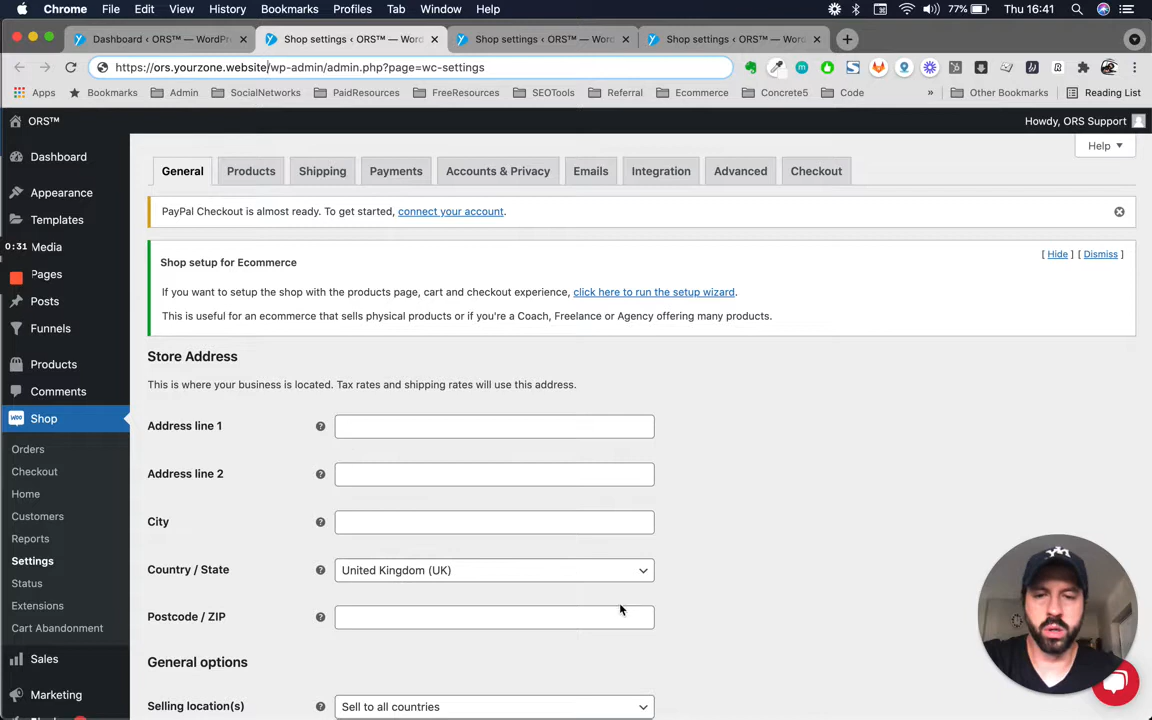 Chrome File Edit View History Bookmarks Profiles Tab Window Help 77% Thu 16:41
Dashboard ‹ ORS™ — WordPr
Shop settings ‹ ORS™ — Word
Shop settings ‹ ORS™ — Word
Shop settings ‹ ORS™ — Word
https://ors.yourzone.website/wp-admin/admin.php?page=wc-settings
Apps Bookmarks Admin SocialNetworks PaidResources FreeResources SEOTools Referral Ecommerce Concrete5 Code » Other Bookmarks Reading List
ORS™ Howdy, ORS Support
Help
Dashboard
Appearance
Templates
0:31
Media
Pages
Posts
Funnels
Products
Comments
woo
Shop
Orders
Checkout
Home
Customers
Reports
Settings
Status
Extensions
Cart Abandonment
Sales
Marketing
General Products Shipping Payments Accounts & Privacy Emails Integration Advanced Checkout
PayPal Checkout is almost ready. To get started, connect your account.
Shop setup for Ecommerce [ Hide ] [ Dismiss ]
If you want to setup the shop with the products page, cart and checkout experience, click here to run the setup wizard.
This is useful for an ecommerce that sells physical products or if you're a Coach, Freelance or Agency offering many products.
Store Address
This is where your business is located. Tax rates and shipping rates will use this address.
Address line 1
Address line 2
City
Country / State United Kingdom (UK)
Postcode / ZIP
General options
Selling location(s) Sell to all countries